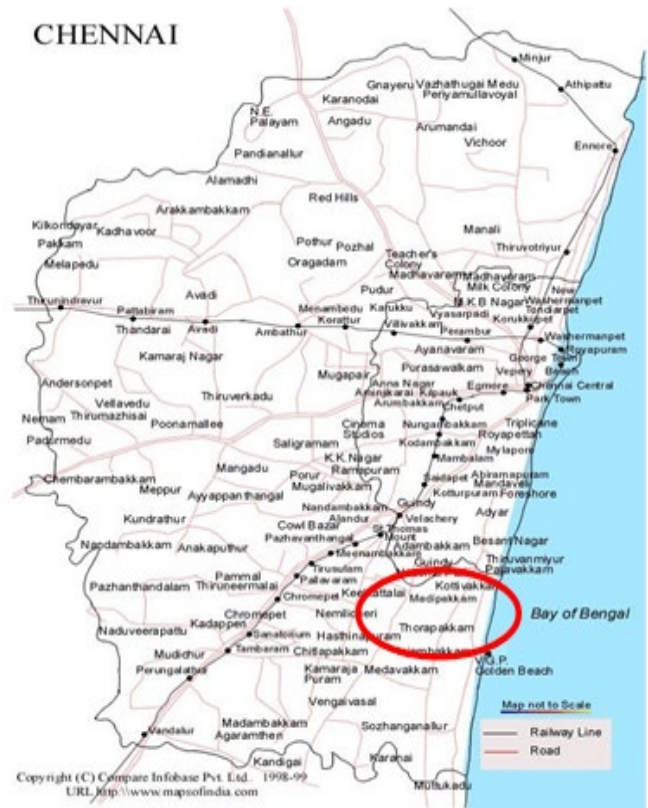 CHENNAI
Minjur
Gnayeru Vazhathugai Medu
Athipattu
Karanodai
Periyamullavoyal
N.E.
Palayam
Angadu
Arumandai
Vichoor
Ennore
Pandianallur
Alamadhi
Red Hills
Arakkambakkam
Kilkondayar
Kadhavoor
Manali
Pakkam
Pothur
Pozhal
Thiruvotriyur
Melapedu
Oragadam
Teacher's
Colony
Madhavaram
Madhavaram
Milk Colony
Pudur
New
Avadi
Thirunindravur
Menambedu
Karukku
M.K.B Nagar
Washermanpet
Pattabiram
Vyasarpadi
Tondiarpet
Korattur
Korukkupet
Thandarai
Avadi
Ambathur
Villivakkam
Perambur
Washermanpet
Ayanavaram
Royapuram
Kamaraj Nagar
George Town
Purasawalkam
Vepery
Beach
Mugapair
Andersonpet
Anna Nagar
Egmore
Chennai Central
Vellavedu
Thiruverkadu
Aminjikarai
Kilpauk
Park Town
Arumbakkam
Chetput
Nemam
Thirumazhisai
Poonamallee
Cinema
Studios
Nungambakkam
Triplicane
Padurmedu
Saligramam
Kodambakkam
Royapettah
Mylapore
K.K.Nagar
Mambalam
Mangadu
Porur
Ramapuram
Saidapet
Abiramapuram
Mandaveli
Chembarambakkam
Meppur
Ayyappanthangal
Mugalivakkam
Kotturpuram
Foreshore
Nandambakkam
Guindy
Adyar
Kundrathur
Cowl Bazar
Alandur
Velachery
St.Thomas
Mount
Nandambakkam
Anakaputhur
Pazhavanthangal
Adambakkam
Besant Nagar
Meenambakkam
Guindy
Thiruvanmiyur
Tirusulam
Palavakkam
Pazhanthandalam
Pammal
Pallavaram
Thiruneermalai
Keelkattalai
Kottivakkam
Chromepet
Madipakkam
Chromepet
Nemilicheri
Kadappen
Thorapakkam
Bay of Bengal
Naduveerapattu
Sanatorium
Hasthinapuram
Mudidhur
Tambaram
Chitlapakkam
V.G.P.
Golden Beach
Perungalathur
Kamaraja
Puram
Medavakkam
Vengaivasal
Map not to Scale
Madambakkam
Sozhanganallur
Railway Line
Vandalur
Agaramthen
Road
Kandigai
Karanai
Muttukadu
Copyright (C) Compare Infobase Pvt. Ltd. 1998-99
URL http:\\www.mapsofindia.com